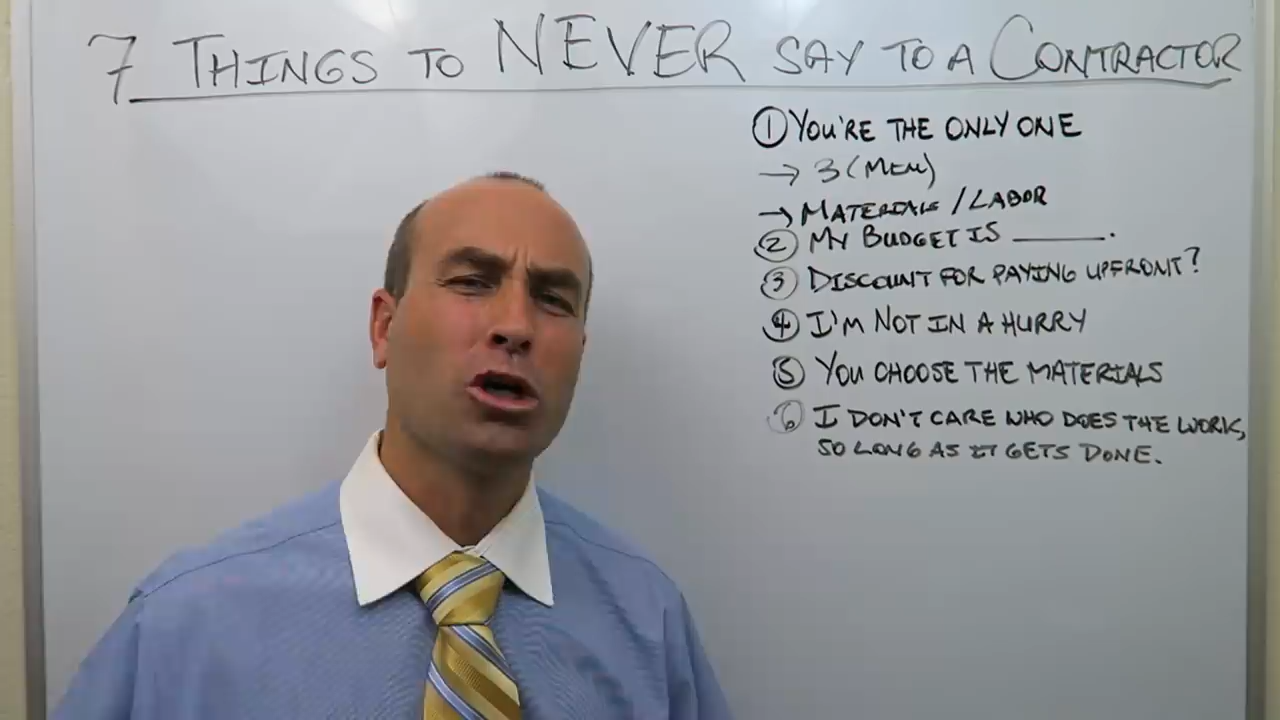 7 THINGS TO NEVER SAY TO A CONTRACTOR
① YOU'RE THE ONLY ONE
→ 3 (MEN)
→ MATERIALS / LABOR
② MY BUDGET IS ______.
③ DISCOUNT FOR PAYING UPFRONT?
④ I'M NOT IN A HURRY
⑤ YOU CHOOSE THE MATERIALS
⑥ I DON'T CARE WHO DOES THE WORK,
SO LONG AS IT GETS DONE.